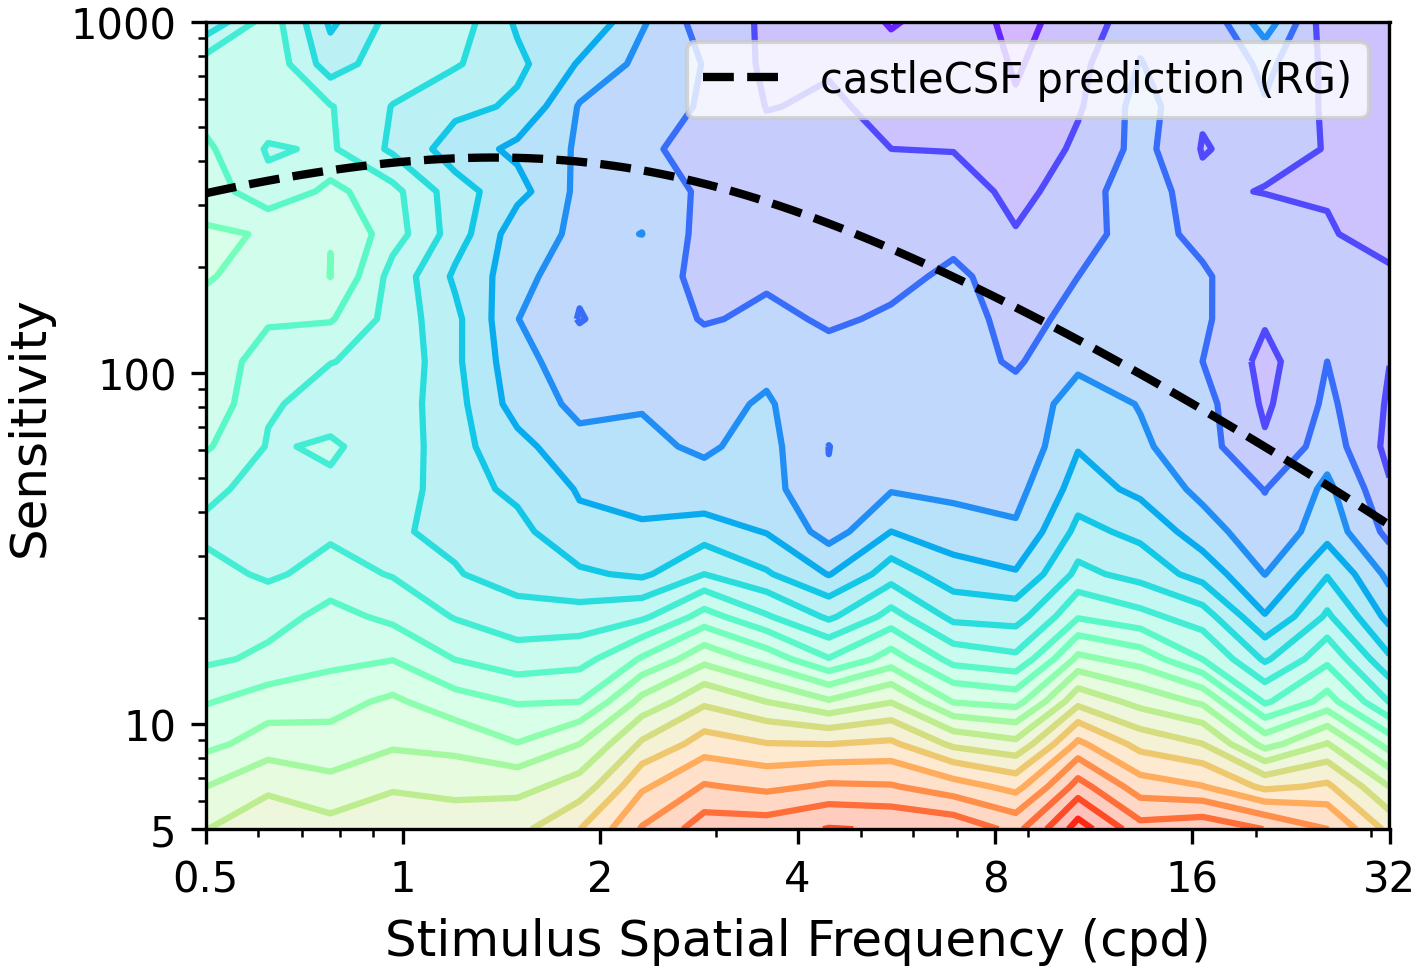 1000
100
10
5
Sensitivity
castleCSF prediction (RG)
0.5 1 2 4 8 16 32
Stimulus Spatial Frequency (cpd)